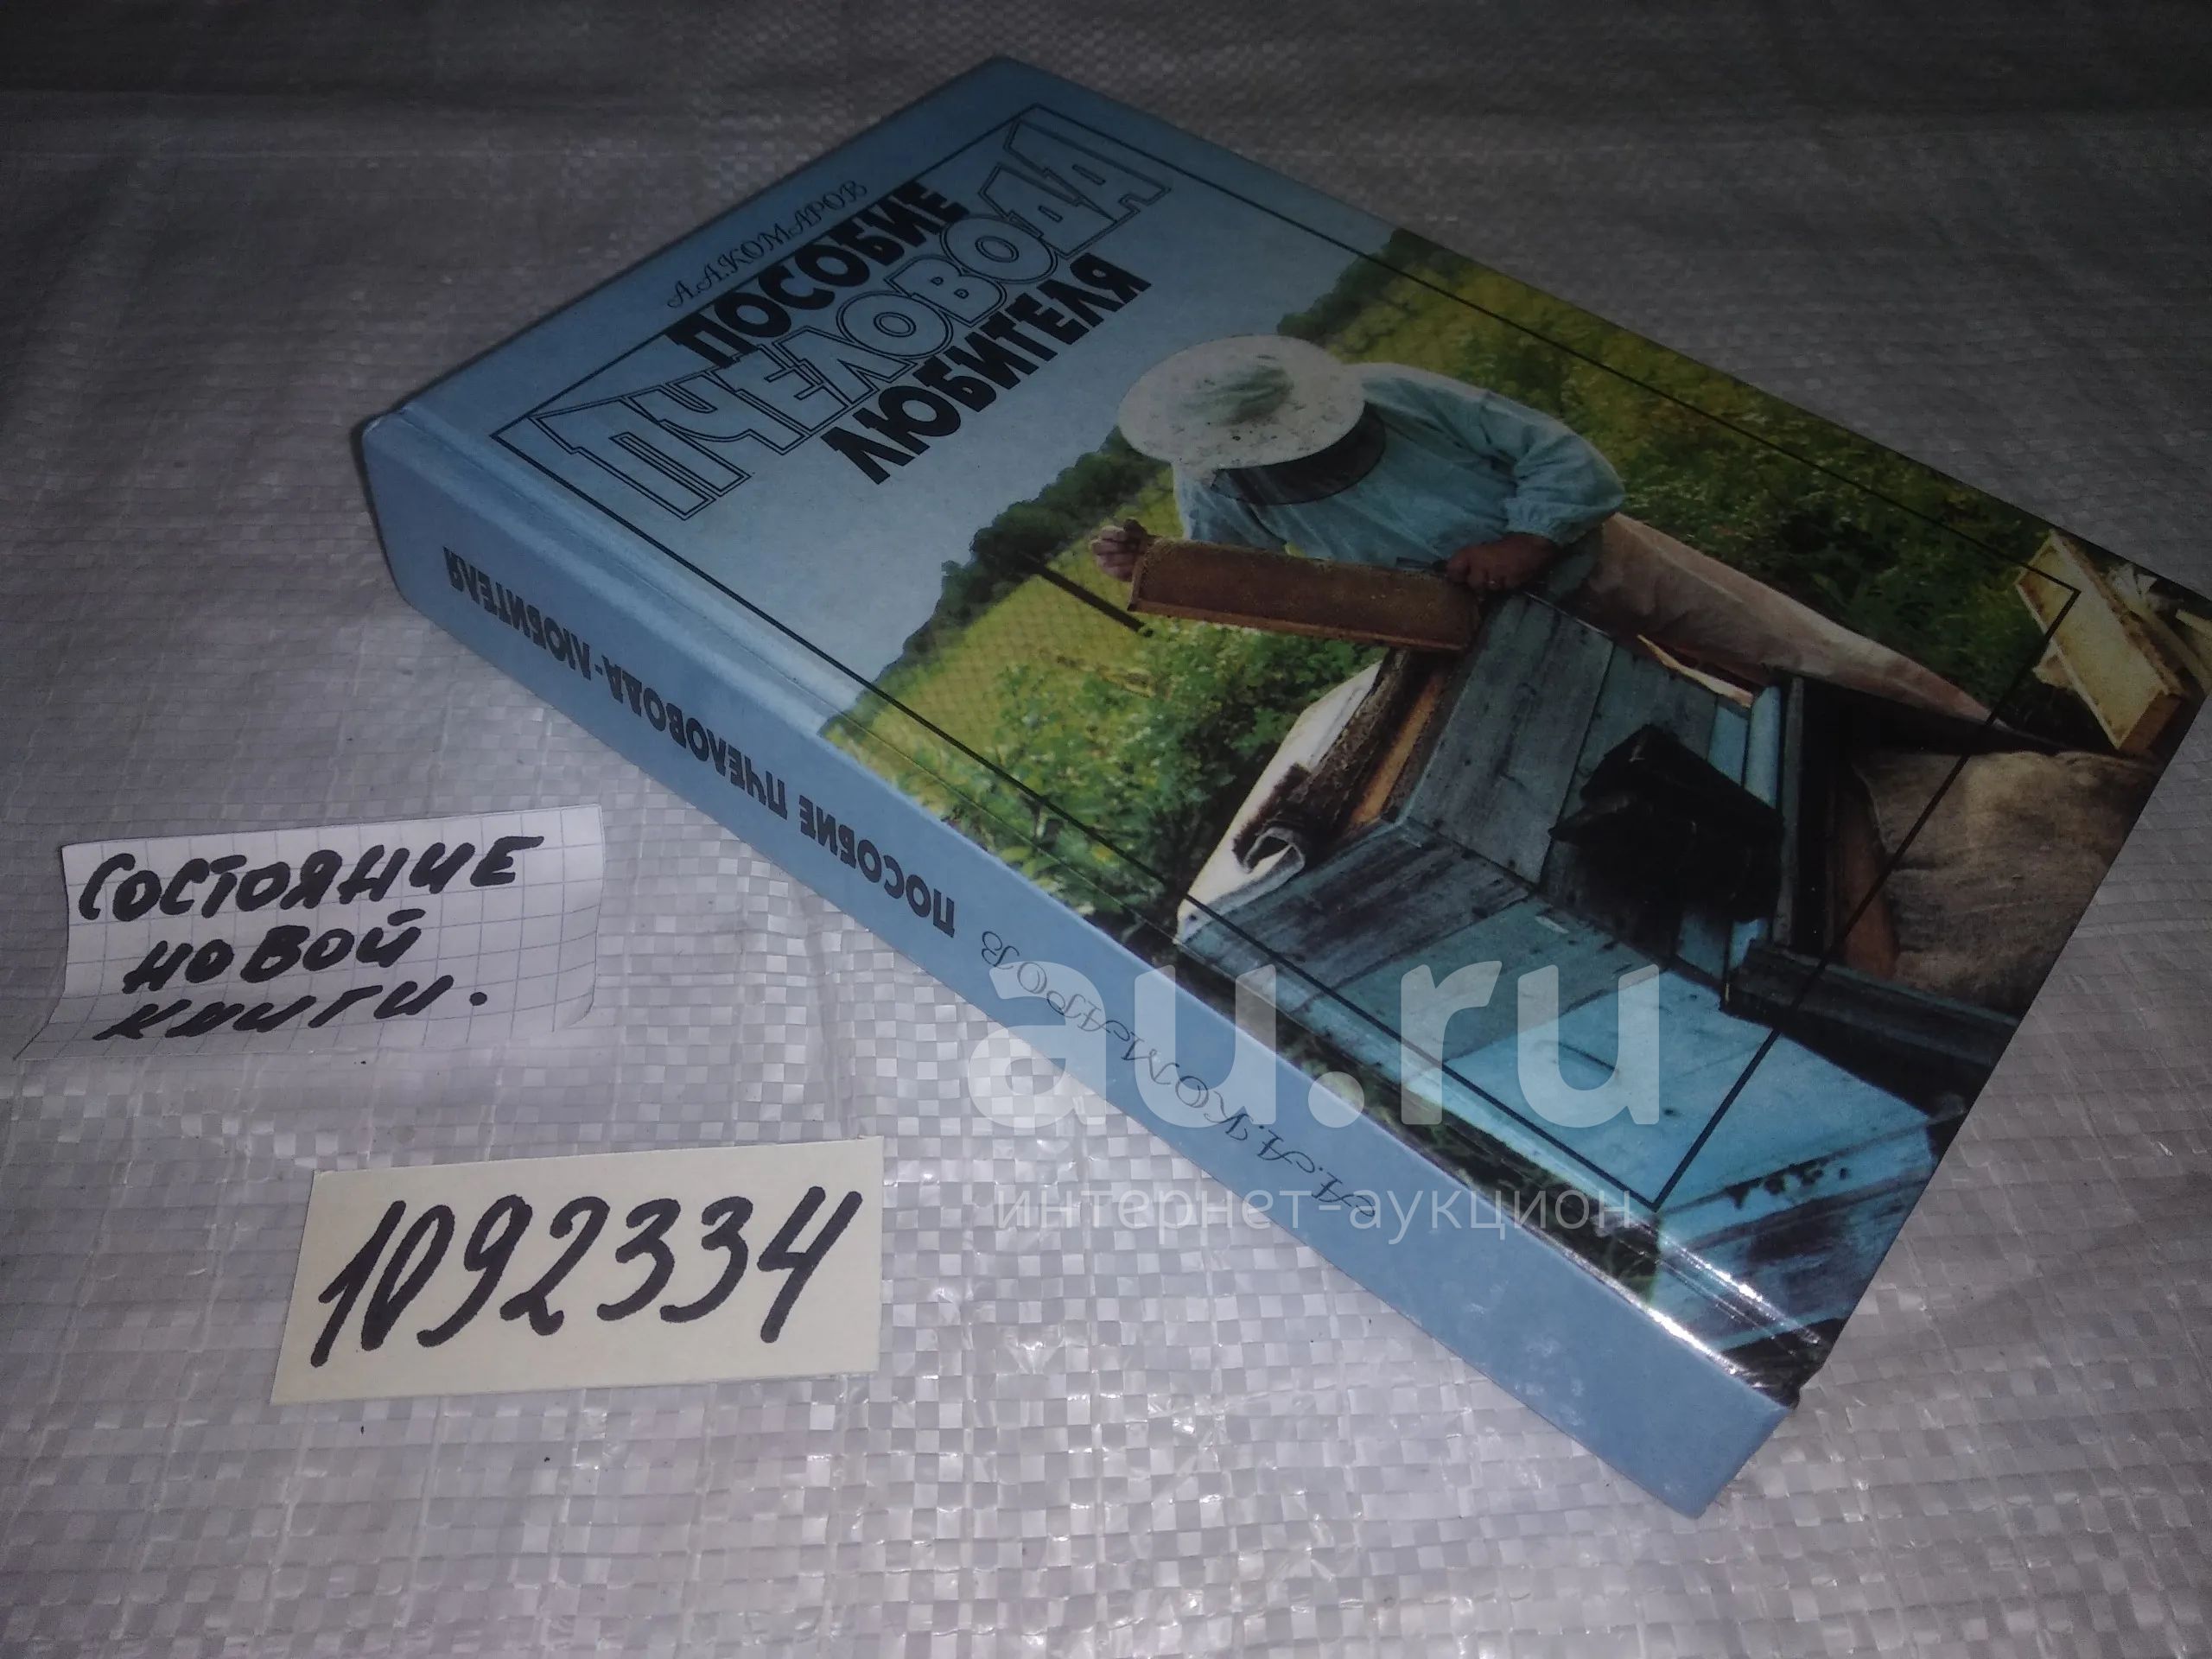 А.А.КОМАРОВ
ПОСОБИЕ
ПЧЕЛОВОДА
ЛЮБИТЕЛЯ
А.А.КОМАРОВ ПОСОБИЕ ПЧЕЛОВОДА-ЛЮБИТЕЛЯ
СОСТОЯНИЕ
НОВОЙ
КНИГИ.
1092334
au.ru
интернет-аукцион